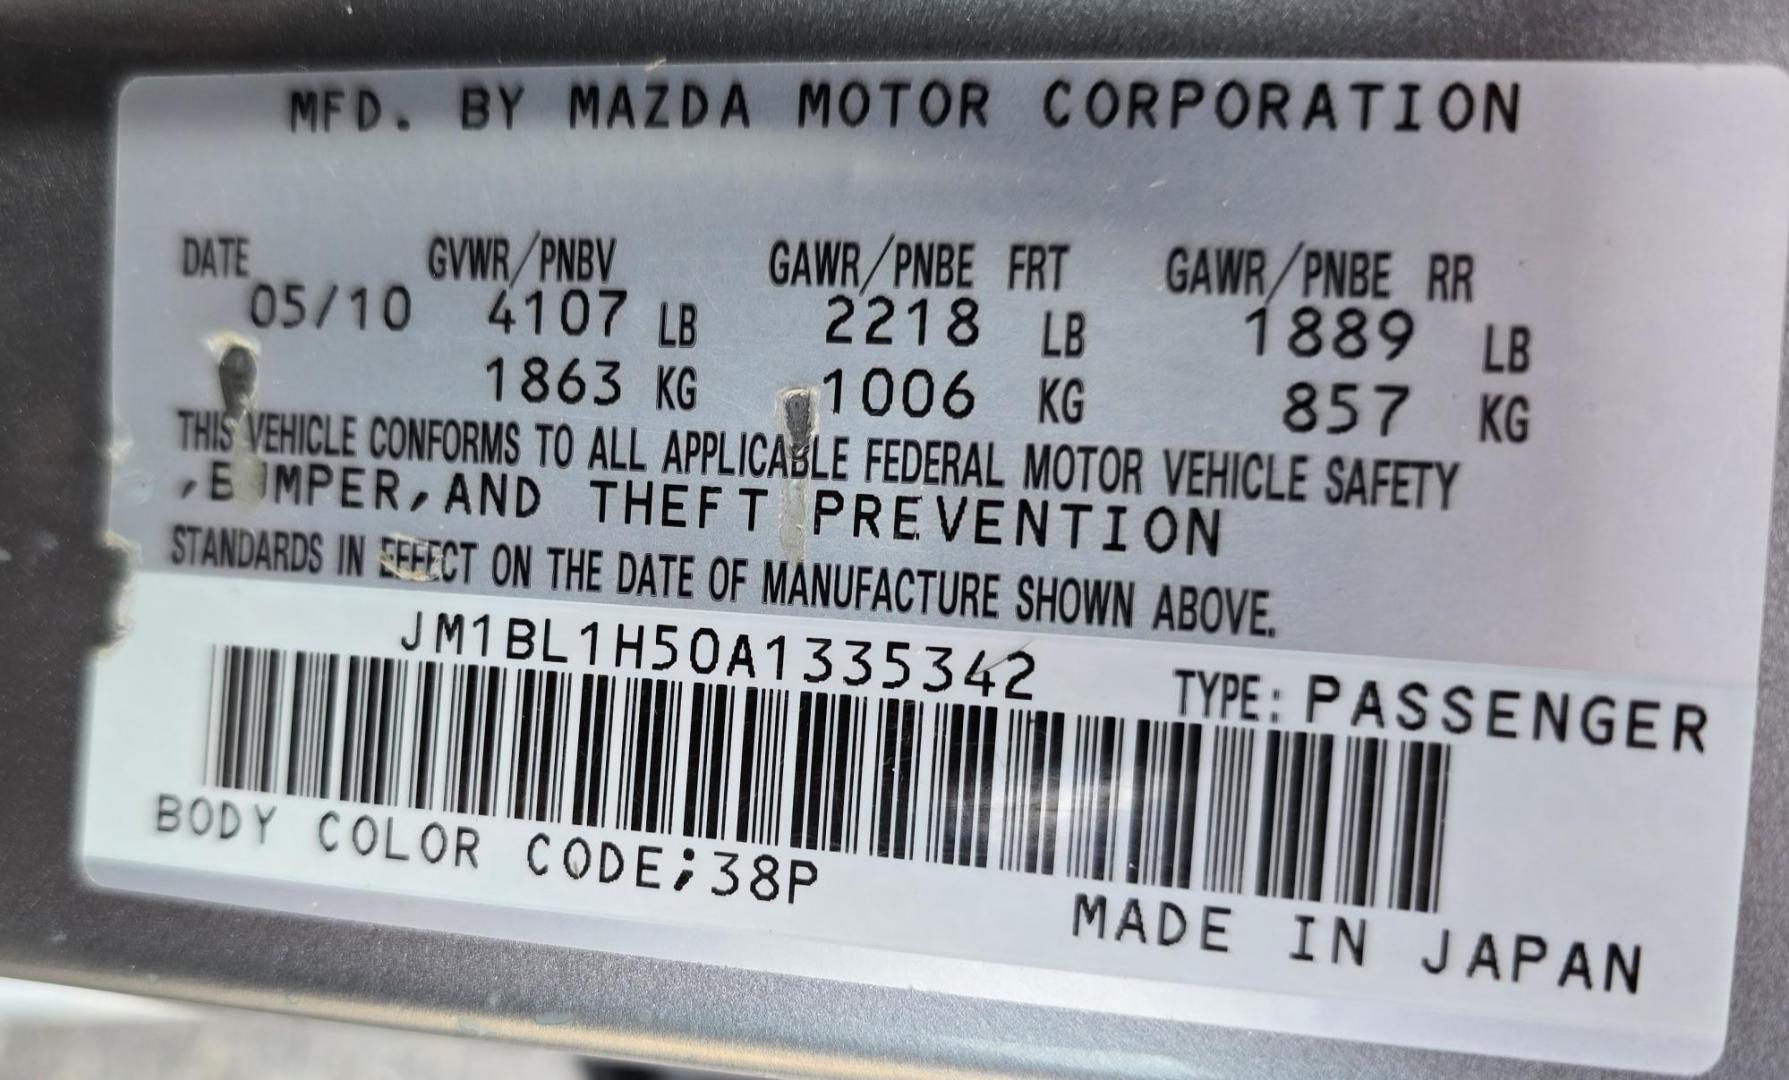 MFD. BY MAZDA MOTOR CORPORATION
DATE GVWR/PNBV GAWR/PNBE FRT GAWR/PNBE RR
05/10 4107 LB 2218 LB 1889 LB
1863 KG 1006 KG 857 KG
THIS VEHICLE CONFORMS TO ALL APPLICABLE FEDERAL MOTOR VEHICLE SAFETY
,BUMPER,AND THEFT PREVENTION
STANDARDS IN EFFECT ON THE DATE OF MANUFACTURE SHOWN ABOVE.
JM1BL1H50A1335342
TYPE: PASSENGER
BODY COLOR CODE;38P
MADE IN JAPAN